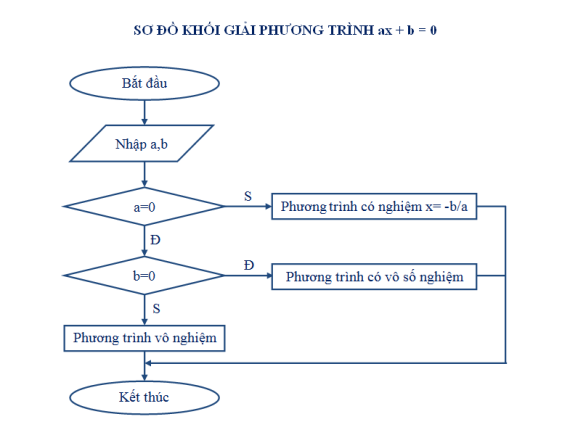 SƠ ĐỒ KHỐI GIẢI PHƯƠNG TRÌNH ax + b = 0
Bắt đầu
Nhập a,b
a=0
S
Phương trình có nghiệm x= -b/a
Đ
b=0
Đ
Phương trình có vô số nghiệm
S
Phương trình vô nghiệm
Kết thúc